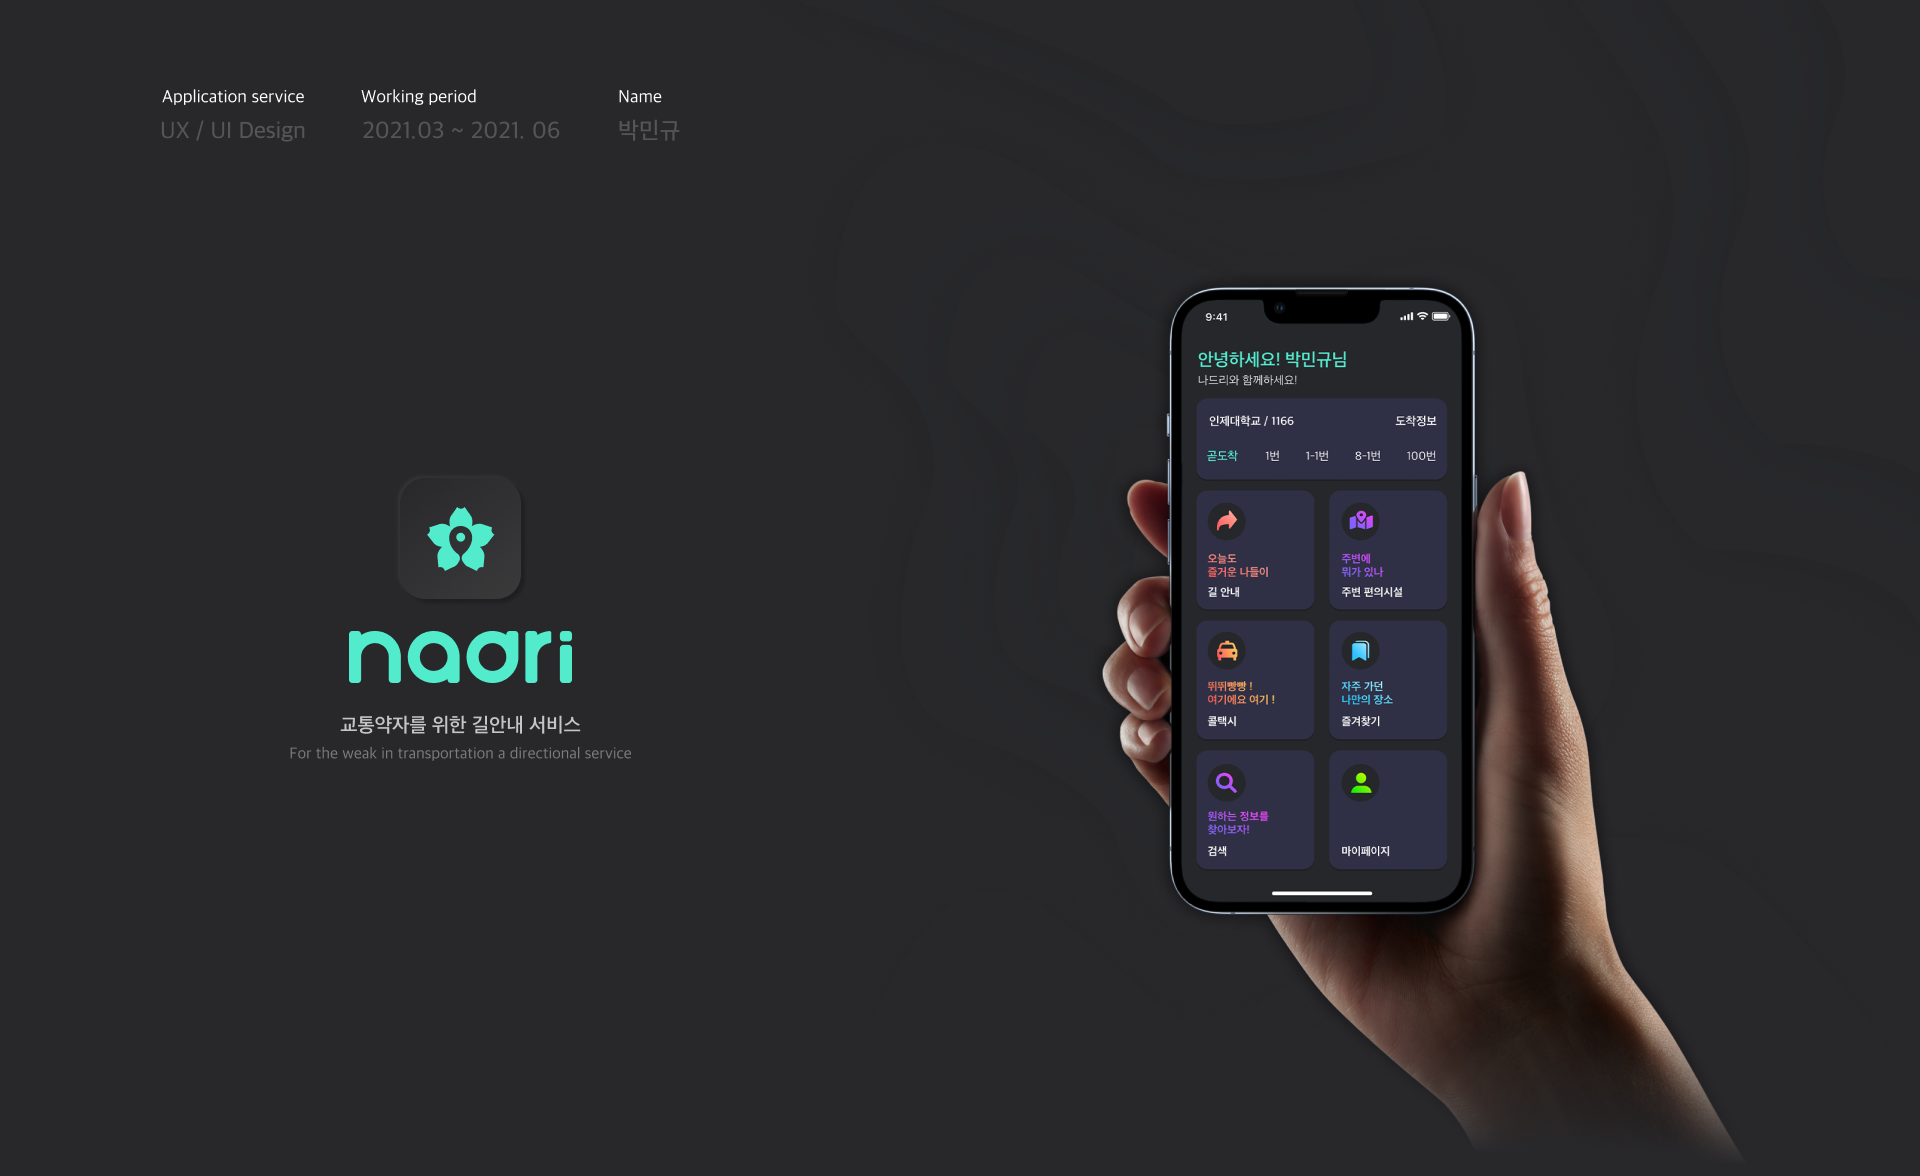 Application service
UX / UI Design
Working period
2021.03 ~ 2021. 06
Name
박민규
naari
교통약자를 위한 길안내 서비스
For the weak in transportation a directional service
9:41
안녕하세요! 박민규님
나드리와 함께하세요!
인제대학교 / 1166
도착정보
곧도착 1번 1-1번 8-1번 100번
오늘도
즐거운 나들이
길 안내
주변에
뭐가 있나
주변 편의시설
뛰뛰빵빵 !
여기에요 여기 !
콜택시
자주 가던
나만의 장소
즐겨찾기
원하는 정보를
찾아보자!
검색
마이페이지